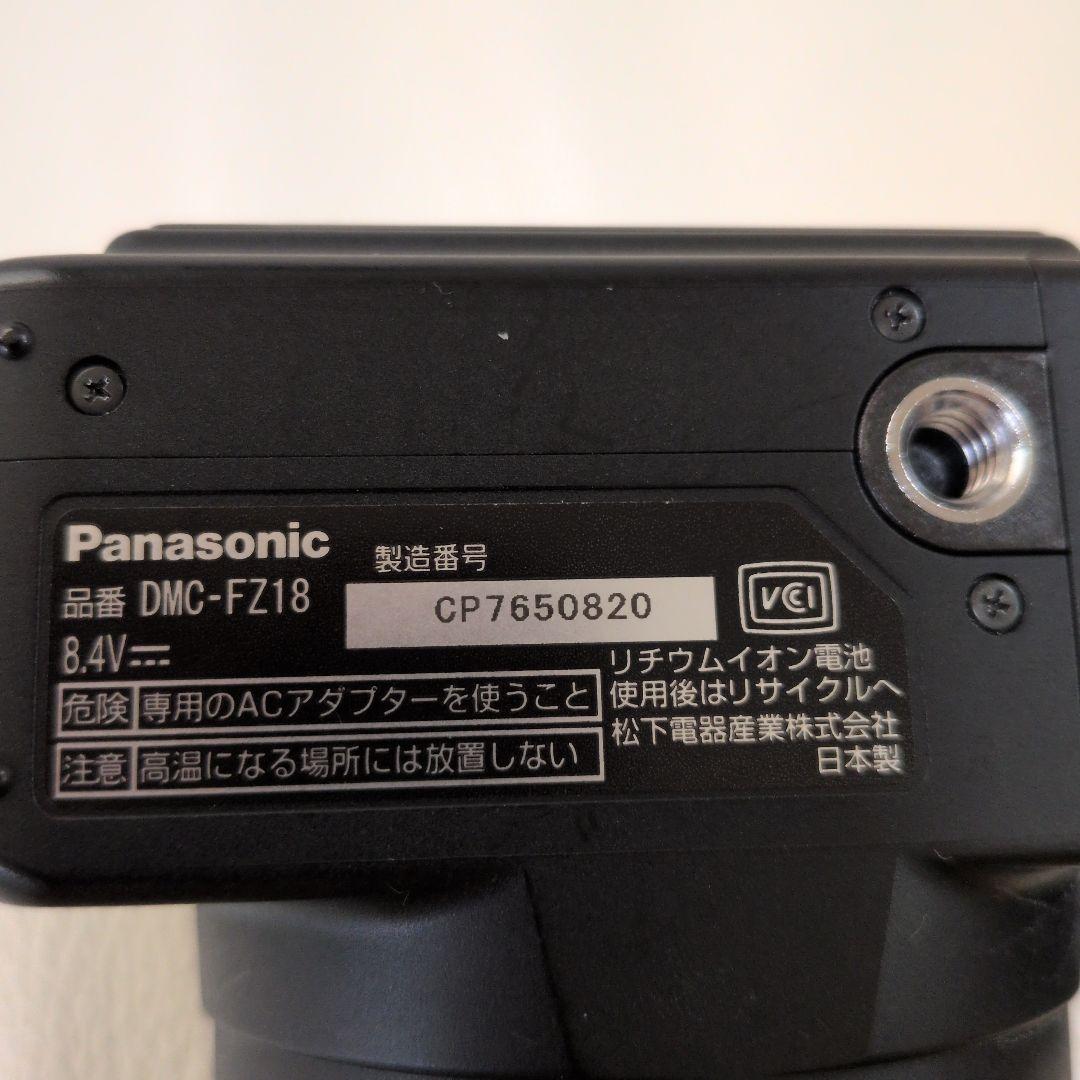 Panasonic
品番 DMC-FZ18
8.4V
製造番号
CP7650820
VCI
危険 専用のACアダプターを使うこと
注意 高温になる場所には放置しない
リチウムイオン電池
使用後はリサイクルへ
松下電器産業株式会社
日本製